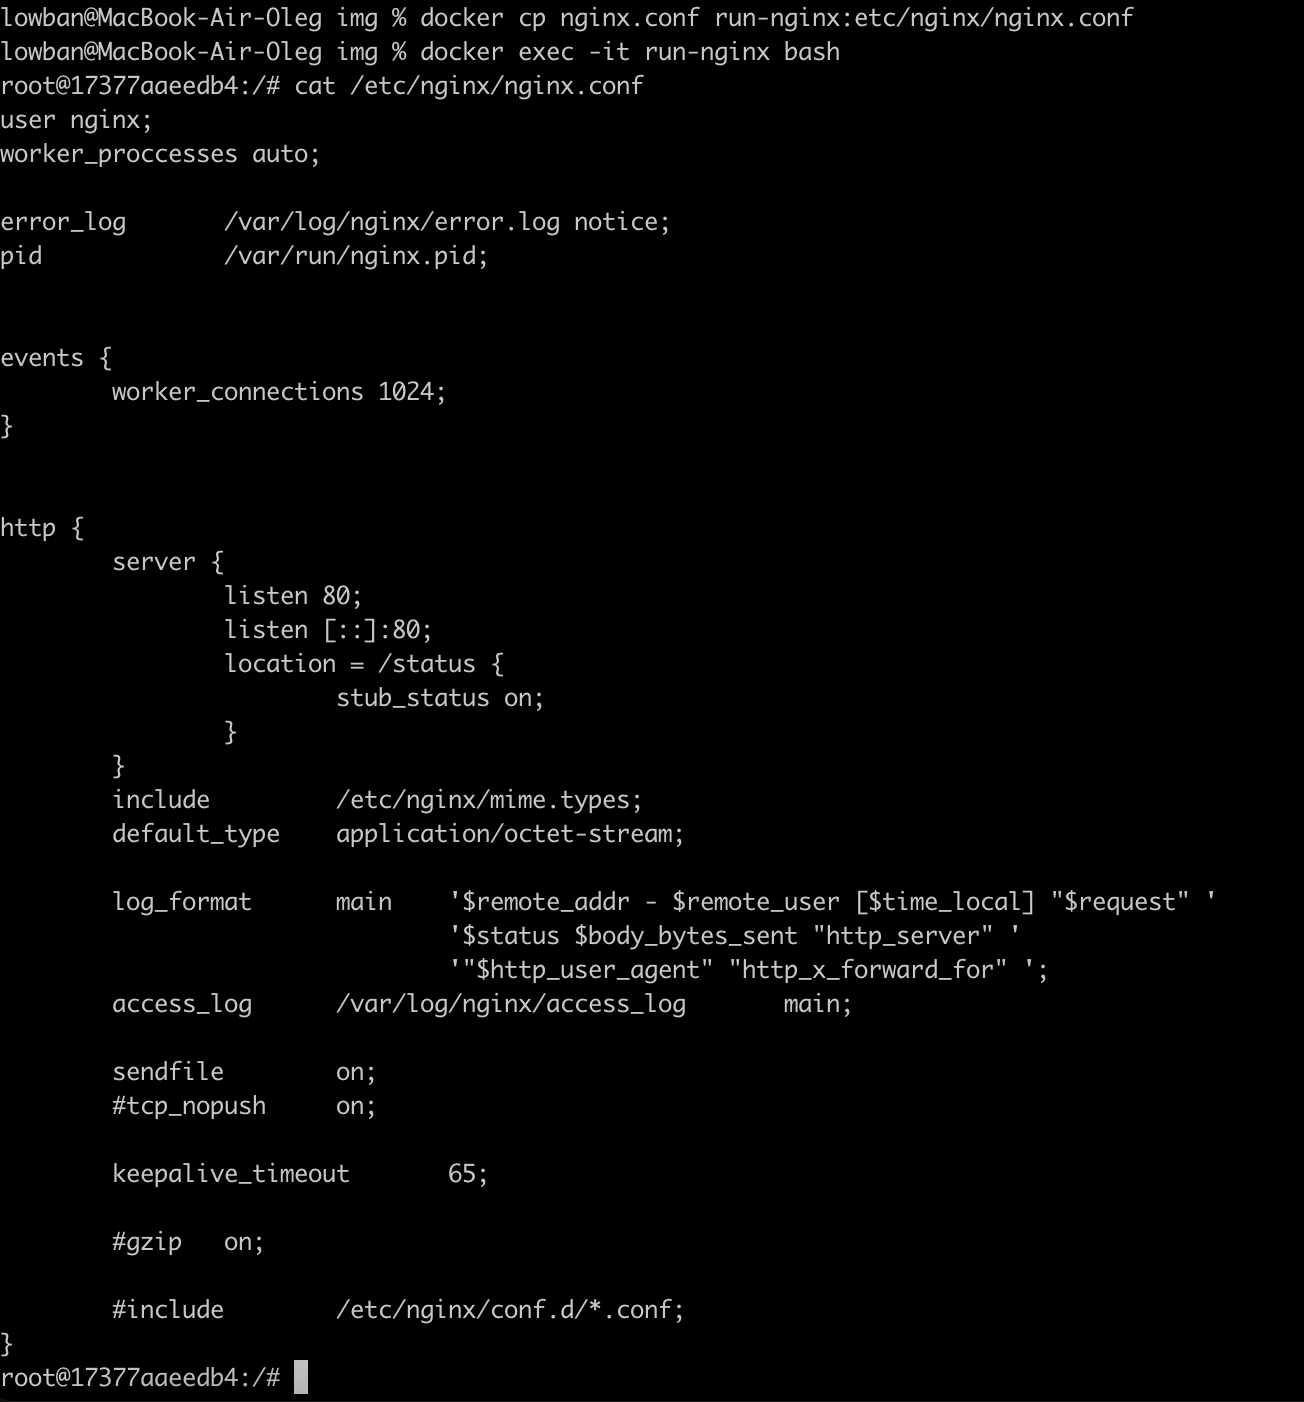 lowban@MacBook-Air-Oleg img % docker cp nginx.conf run-nginx:etc/nginx/nginx.conf
lowban@MacBook-Air-Oleg img % docker exec -it run-nginx bash
root@17377aaeedb4:/# cat /etc/nginx/nginx.conf
user nginx;
worker_proccesses auto;
error_log       /var/log/nginx/error.log notice;
pid             /var/run/nginx.pid;
events {
        worker_connections 1024;
}
http {
        server {
                listen 80;
                listen [::]:80;
                location = /status {
                        stub_status on;
                }
        }
        include         /etc/nginx/mime.types;
        default_type    application/octet-stream;
        log_format      main    '$remote_addr - $remote_user [$time_local] "$request" '
                                '$status $body_bytes_sent "http_server" '
                                '"$http_user_agent" "http_x_forward_for" ';
        access_log      /var/log/nginx/access_log       main;
        sendfile        on;
        #tcp_nopush     on;
        keepalive_timeout       65;
        #gzip   on;
        #include        /etc/nginx/conf.d/*.conf;
}
root@17377aaeedb4:/#